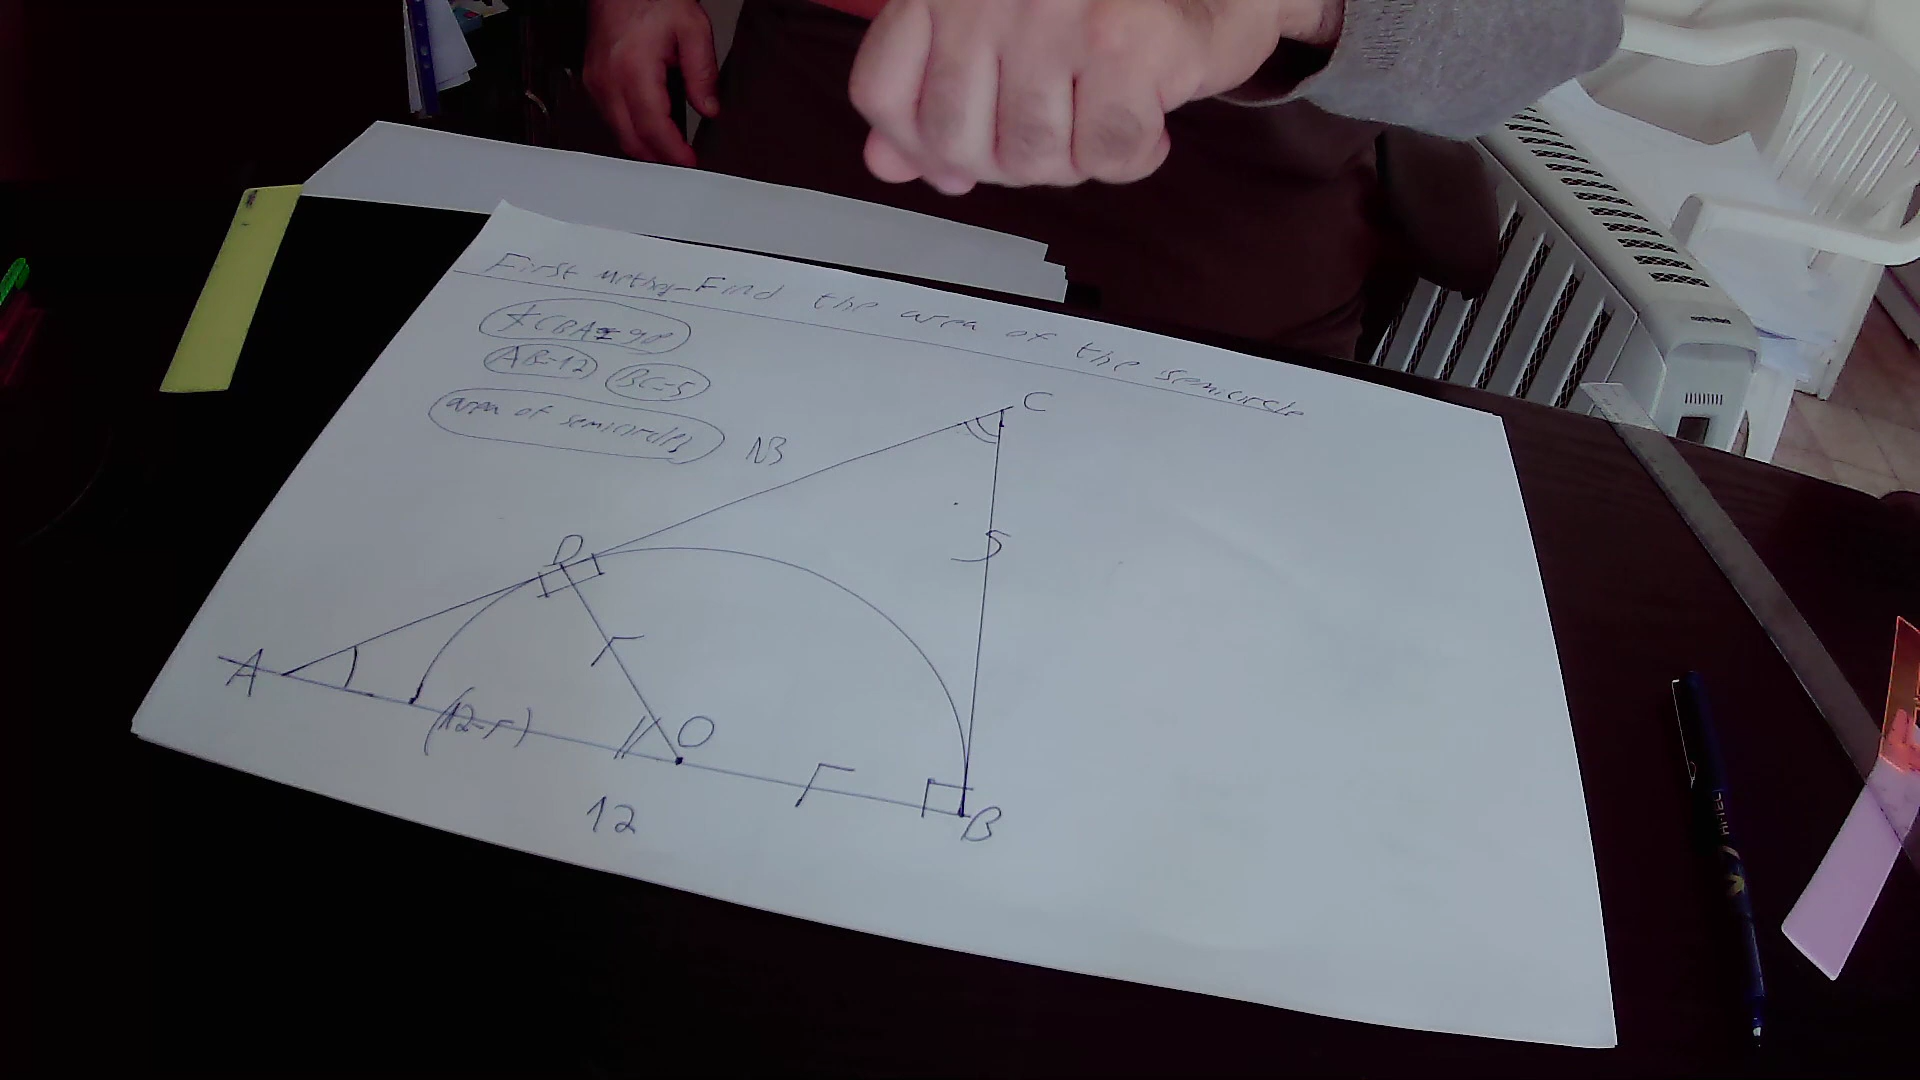 First method-Find the area of the semicircle
∡CBA=90
AB=12 BC=5
area of semicircle
C
5
D
r
A
(12-r)
O
r
B
12